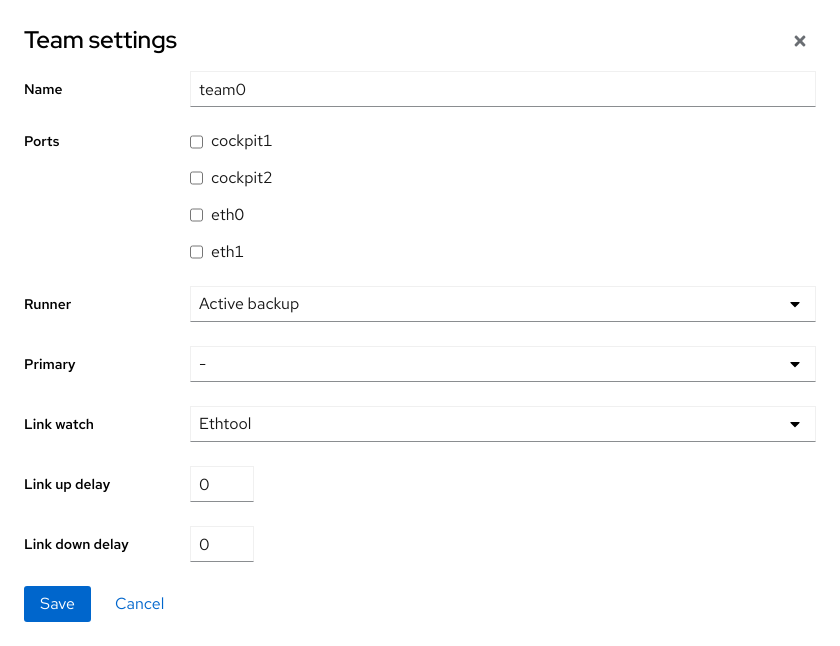 Team settings
Name
team0
Ports
cockpit1
cockpit2
eth0
eth1
Runner
Active backup
Primary
-
Link watch
Ethtool
Link up delay
0
Link down delay
0
Save Cancel